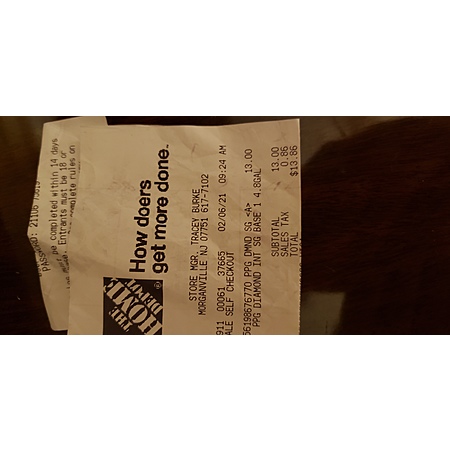 THE
HOME
DEPOT
How doers
get more done.
STORE MGR. TRACEY BURKE
MORGANVILLE NJ 07751 617-7102
911 00061 37665 02/06/21 09:24 AM
ALE SELF CHECKOUT
PPG DMND SG <A> 13.00
PPG DIAMOND INT SG BASE 1 4.8GAL
SUBTOTAL 13.00
SALES TAX 0.86
TOTAL $13.86
PASSWORD: 21106
be completed within 14 days
Entrants must be 18 or
complete rules on